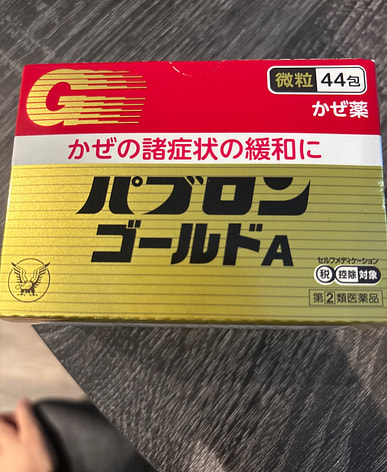 G
微粒 44包
かぜ薬
かぜの諸症状の緩和に
パブロン
ゴールドA
セルフメディケーション
税 控除 対象
指定②類医薬品